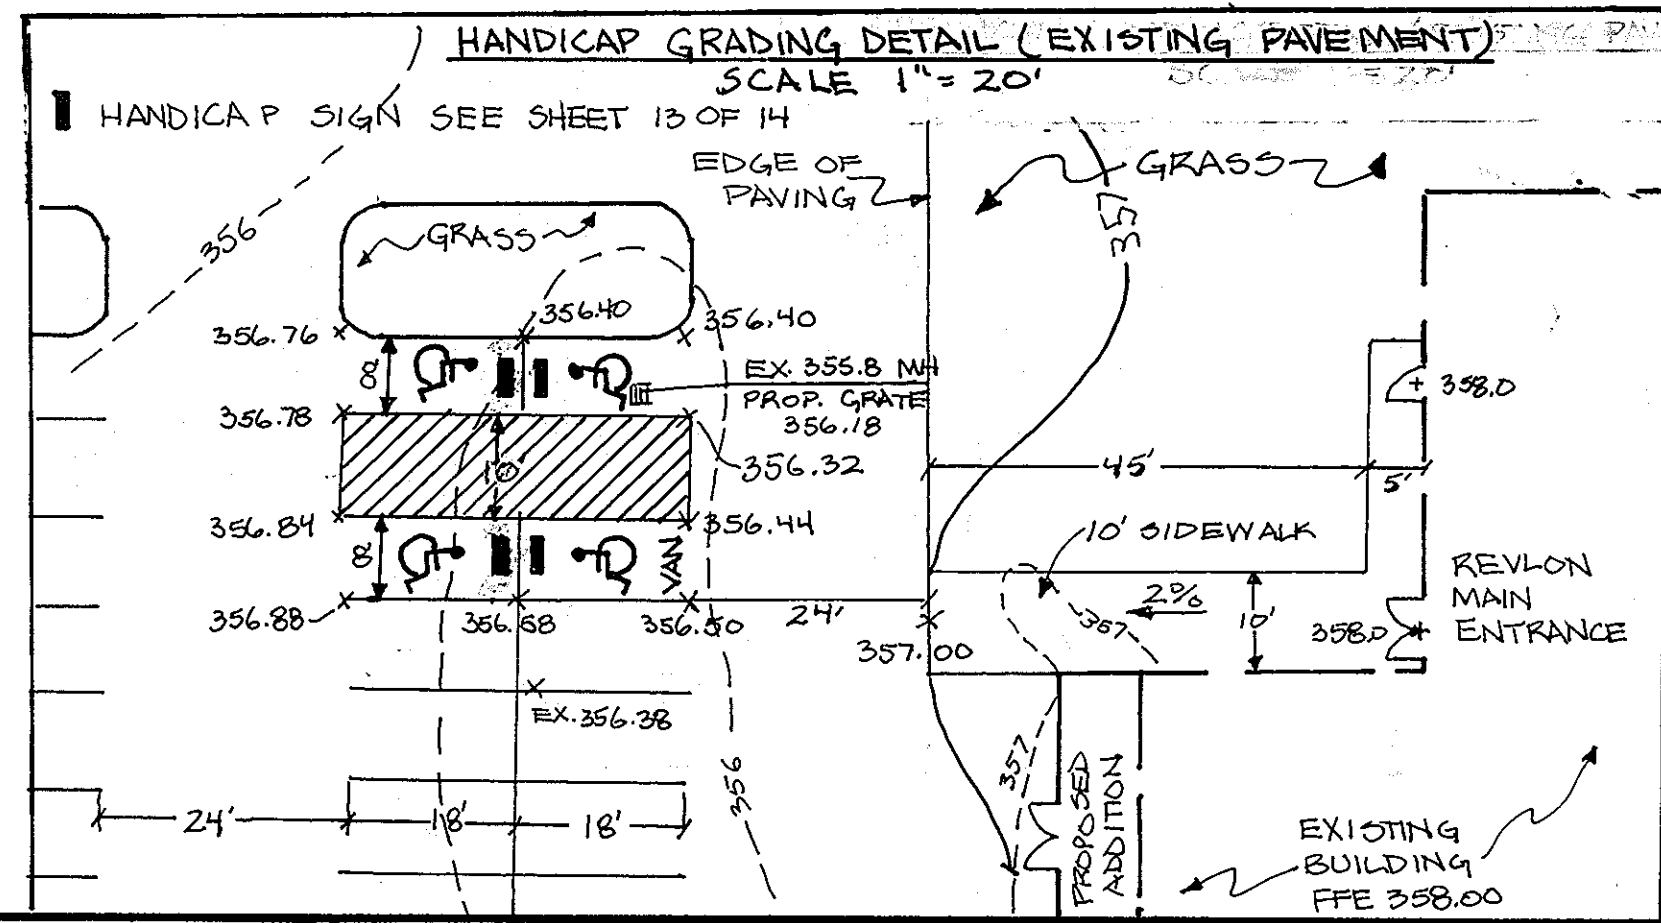 HANDICAP GRADING DETAIL (EXISTING PAVEMENT)
SCALE 1"= 20'
HANDICAP SIGN SEE SHEET 13 OF 14
EDGE OF
PAVING
GRASS
357
356
GRASS
356.40
356.40
356.76
8'
EX. 355.8 MH
PROP. GRATE
356.18
358.0
356.78
356.32
10'
45'
5'
356.84
356.44
8'
VAN
10' SIDEWALK
2%
357
10'
REVLON
MAIN
ENTRANCE
358.0
356.88
356.68
356.50
24'
357.00
EX. 356.38
356
357
PROPOSED
ADDITION
24'
18'
18'
EXISTING
BUILDING
FFE 358.00